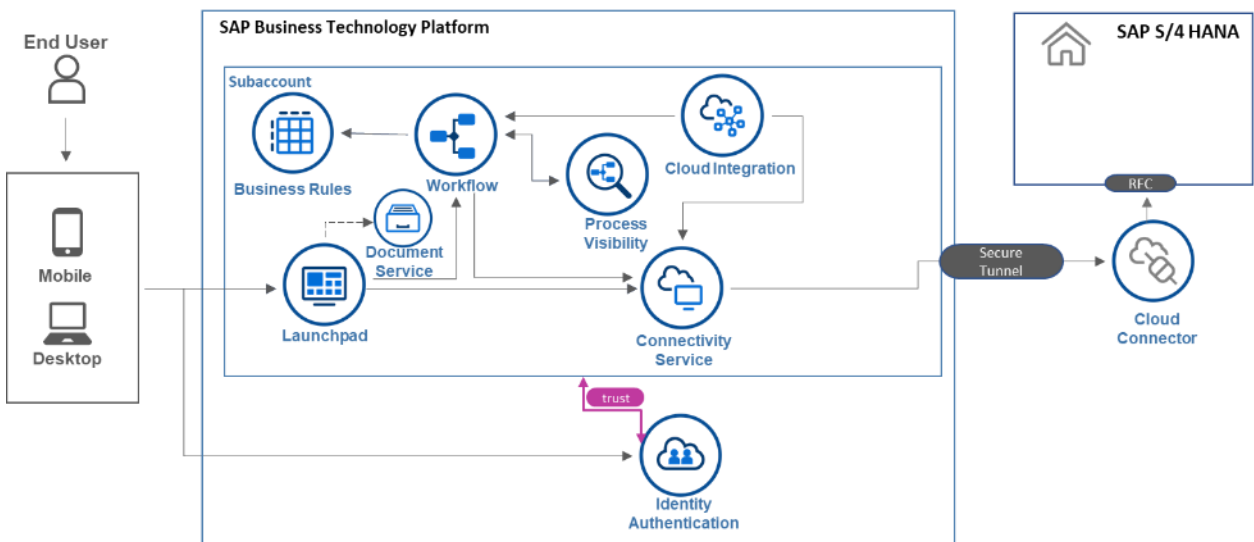 SAP Business Technology Platform
SAP S/4 HANA
End User
Subaccount
Business Rules
Workflow
Cloud Integration
Process
Visibility
RFC
Document
Service
Mobile
Desktop
Launchpad
Connectivity
Service
Secure
Tunnel
Cloud
Connector
trust
Identity
Authentication